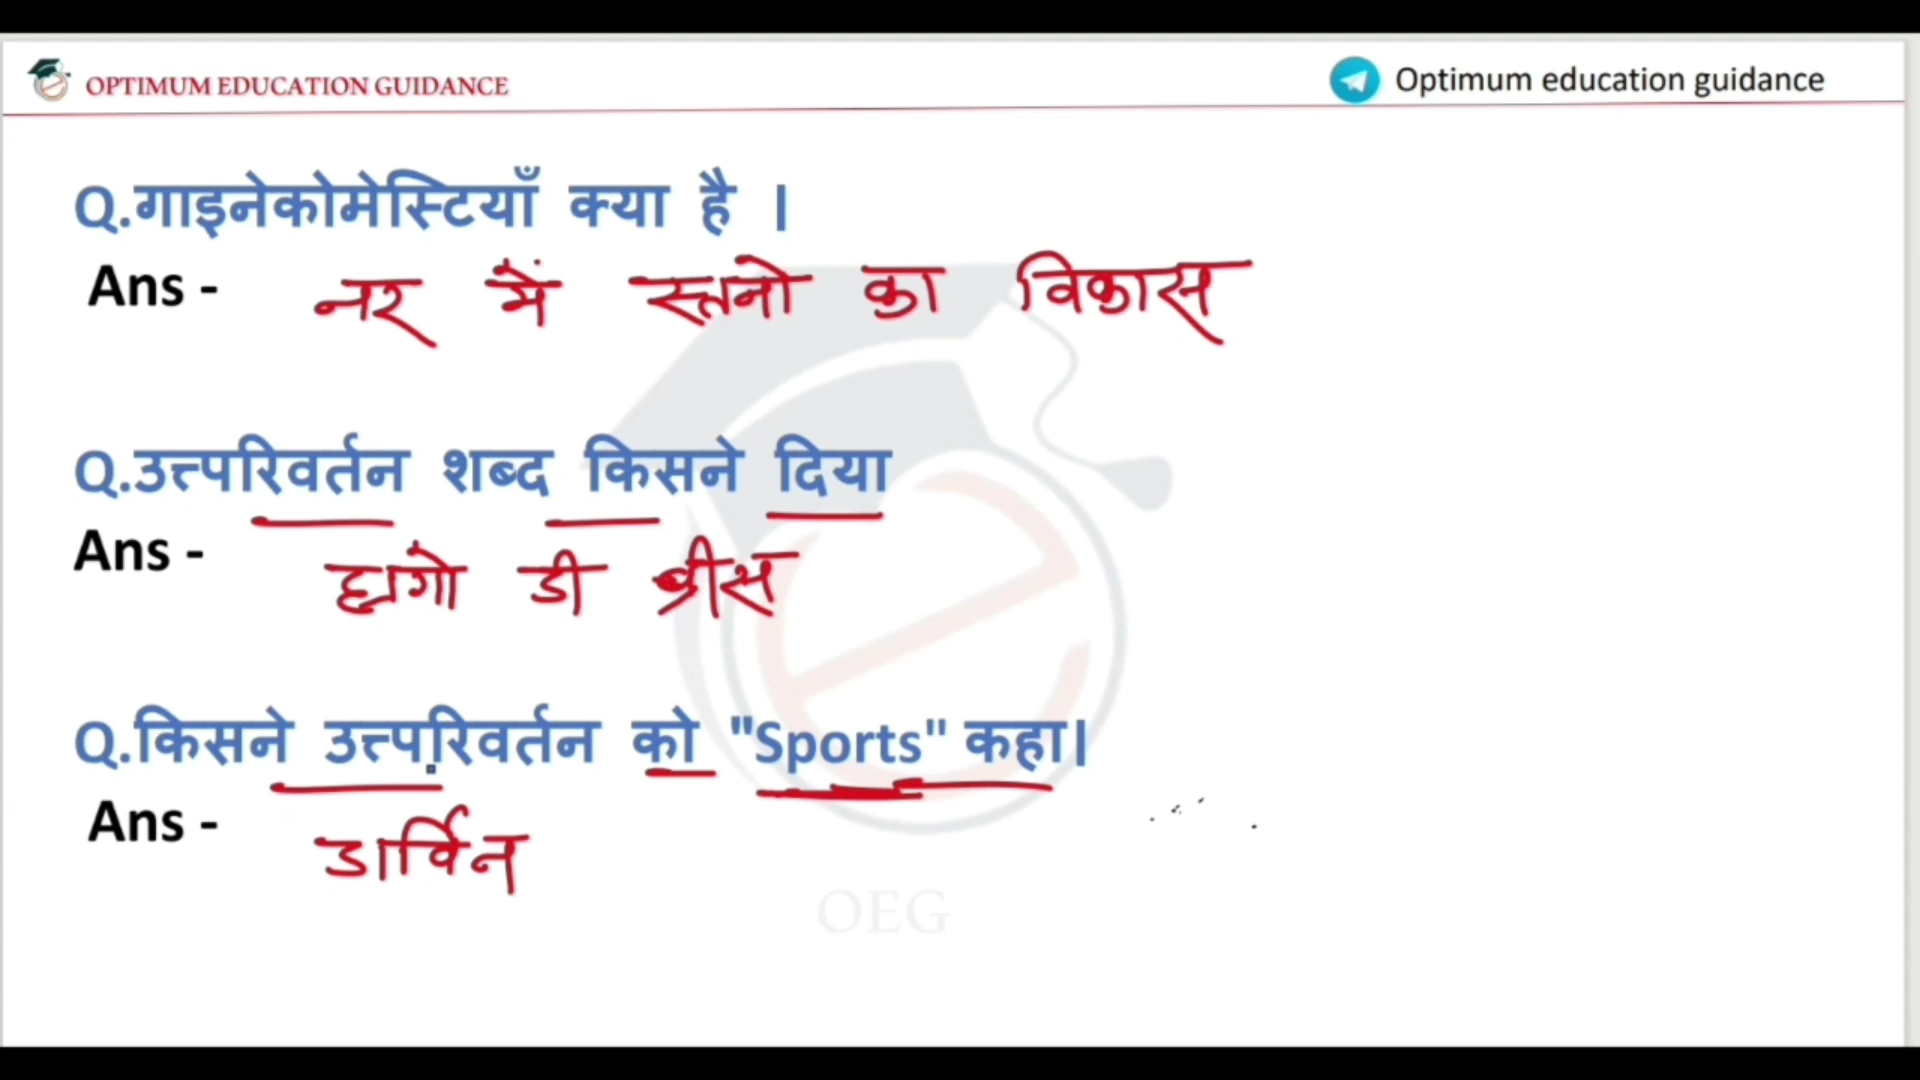 OPTIMUM EDUCATION GUIDANCE
Optimum education guidance
Q.गाइनेकोमेस्टियाँ क्या है ।
Ans - नर में स्तनो का विकास
Q.उत्त्परिवर्तन शब्द किसने दिया
Ans - ह्यगो डी ब्रीस
Q.किसने उत्त्परिवर्तन को "Sports" कहा।
Ans - डार्विन
OEG